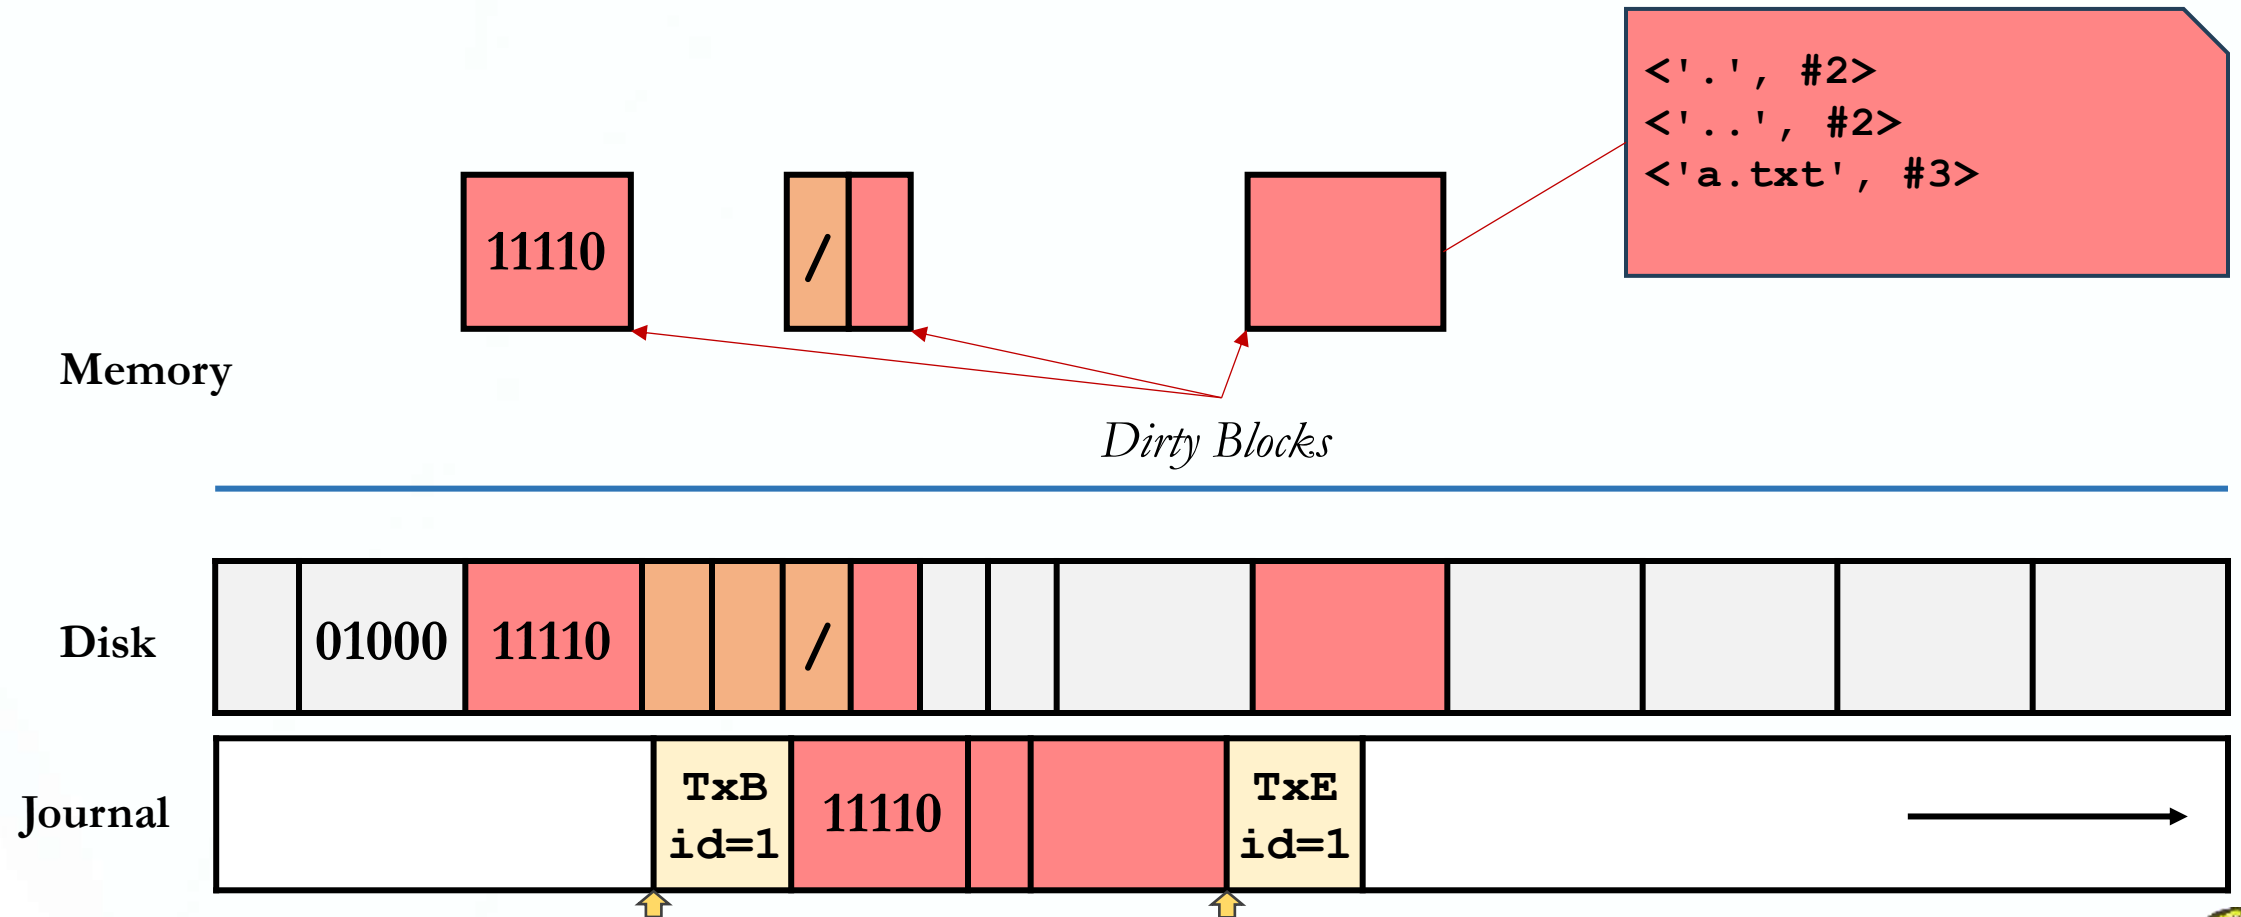 <'.', #2>
<'..', #2>
<'a.txt', #3>
11110
/
Memory
Dirty Blocks
Disk
01000
11110
/
Journal
TxB
id=1
11110
TxE
id=1